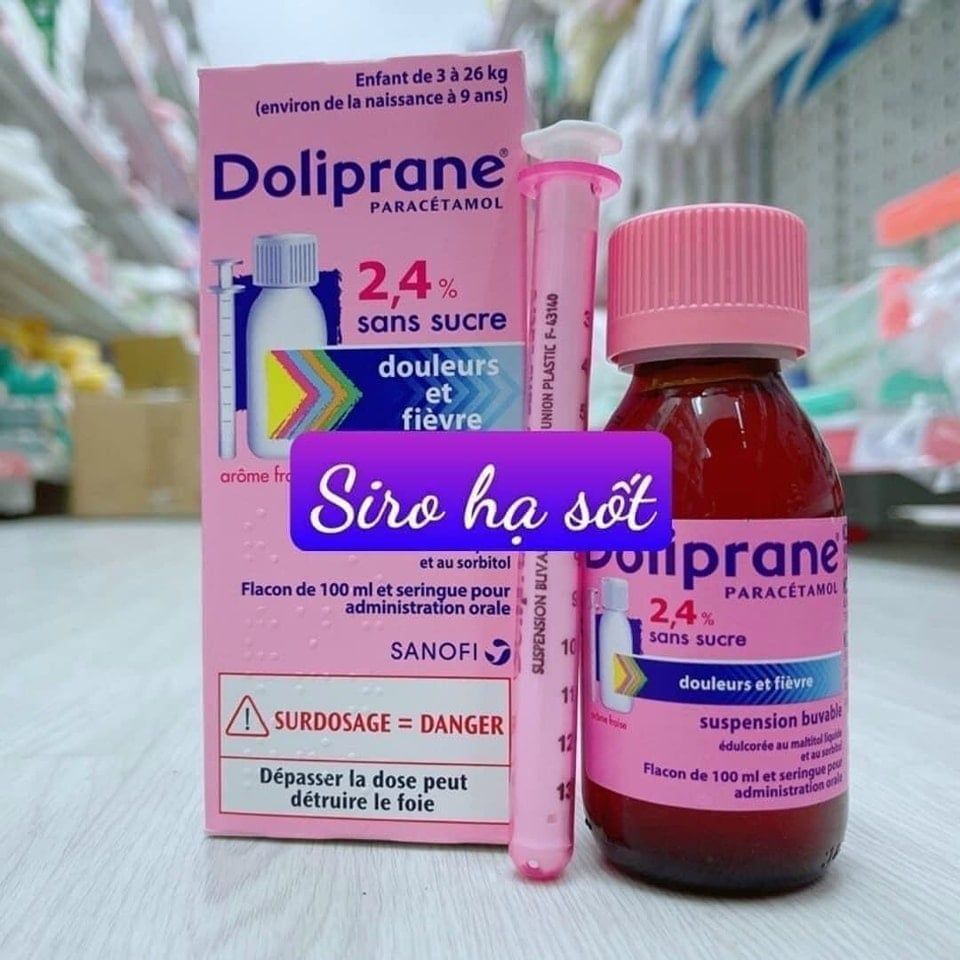 Enfant de 3 à 26 kg
(environ de la naissance à 9 ans)
Doliprane®
PARACÉTAMOL
2,4 %
sans sucre
douleurs
et
fièvre
arôme
Siro hạ sốt
et au sorbitol
Flacon de 100 ml et seringue pour
administration orale
SANOFI
SURDOSAGE = DANGER
Dépasser la dose peut
détruire le foie
UNION PLASTIC F-43140
SUSPENSION
10
11
12
13
Doliprane
PARACÉTAMOL
2,4 %
sans sucre
douleurs et fièvre
arôme fraise
suspension buvable
édulcorée au maltitol liquide
et au sorbitol
Flacon de 100 ml et seringue pour
administration orale